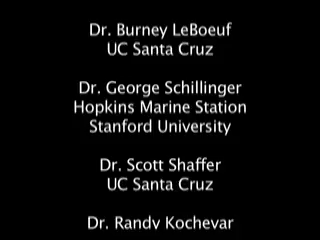 Dr. Burney LeBoeuf
UC Santa Cruz
Dr. George Schillinger
Hopkins Marine Station
Stanford University
Dr. Scott Shaffer
UC Santa Cruz
Dr. Randy Kochevar